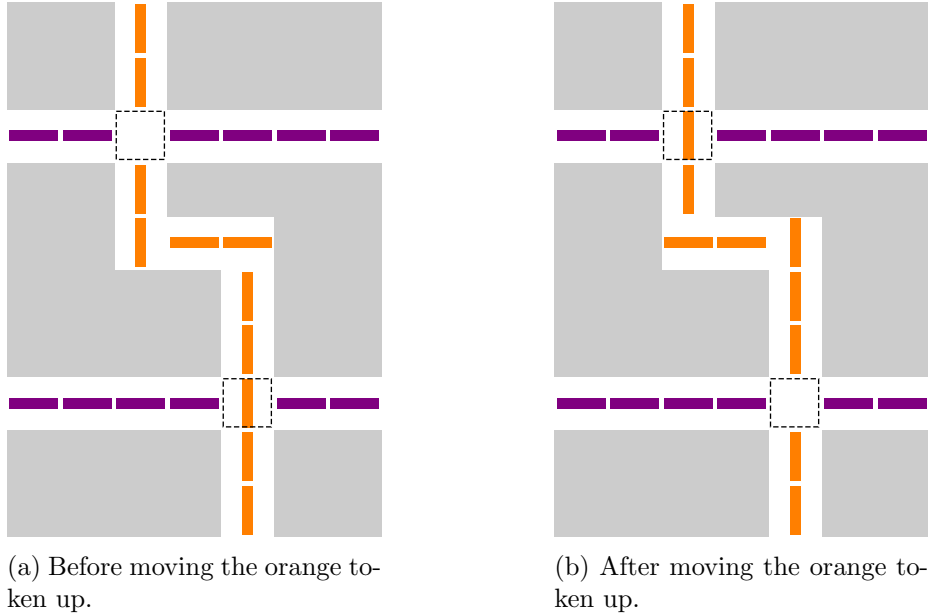 (a) Before moving the orange to-
ken up.
(b) After moving the orange to-
ken up.